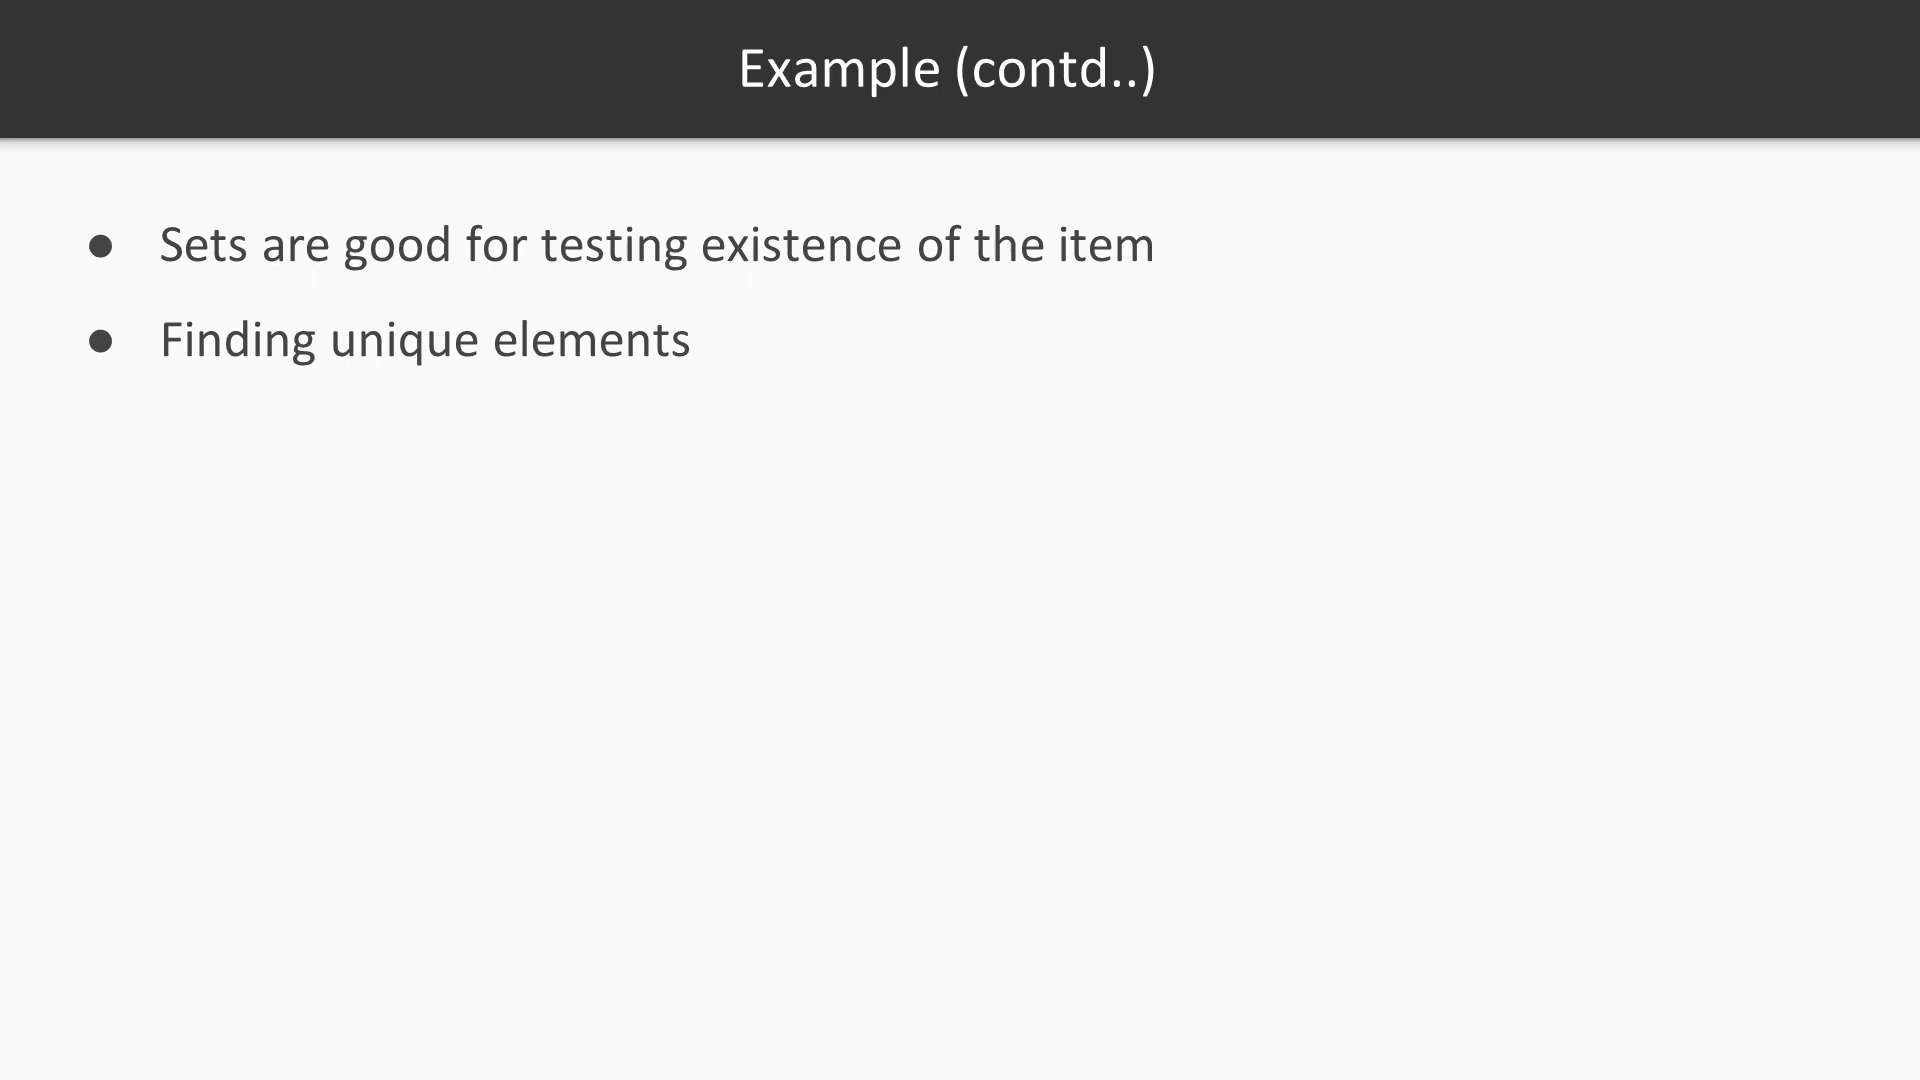 Example (contd..)
● Sets are good for testing existence of the item
● Finding unique elements